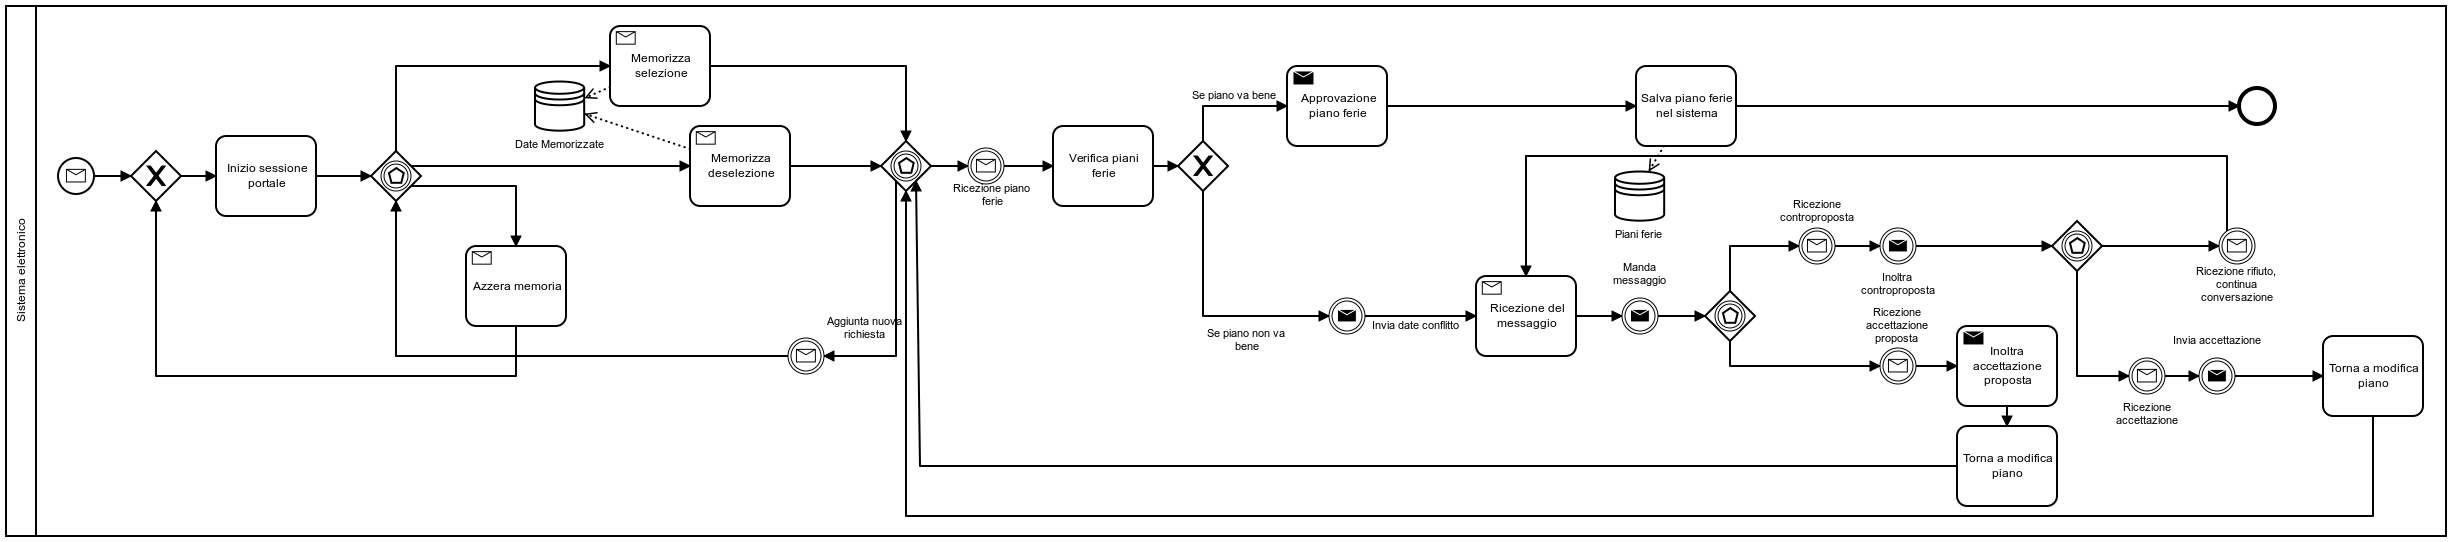 Sistema elettronico
Inizio sessione
portale
Memorizza
selezione
Date Memorizzate
Memorizza
deselezione
Azzera memoria
Aggiunta nuova
richiesta
Ricezione piano
ferie
Verifica piani
ferie
Se piano va bene
Approvazione
piano ferie
Salva piano ferie
nel sistema
Piani ferie
Se piano non va
bene
Invia date conflitto
Ricezione del
messaggio
Manda
messaggio
Ricezione
controproposta
Inoltra
controproposta
Ricezione
accettazione
proposta
Inoltra
accettazione
proposta
Torna a modifica
piano
Ricezione rifiuto,
continua
conversazione
Ricezione
accettazione
Invia accettazione
Torna a modifica
piano